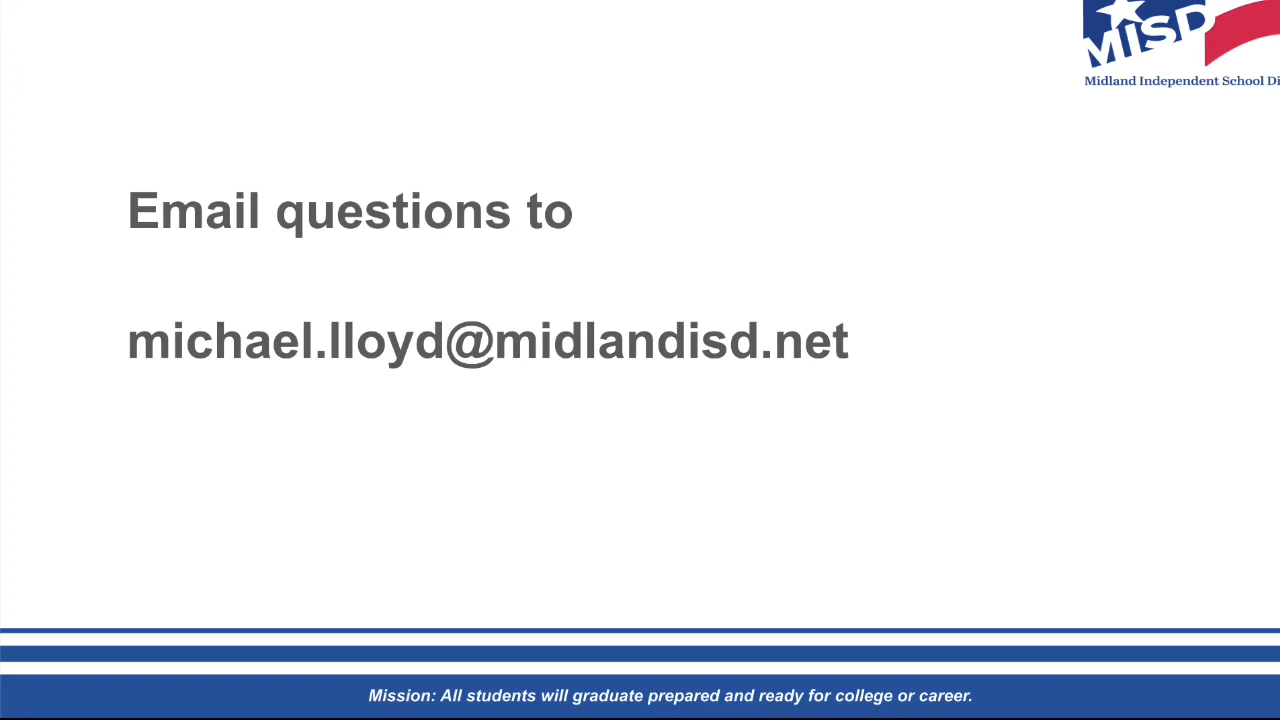 MISD
Midland Independent School Di
Email questions to
michael.lloyd@midlandisd.net
Mission: All students will graduate prepared and ready for college or career.